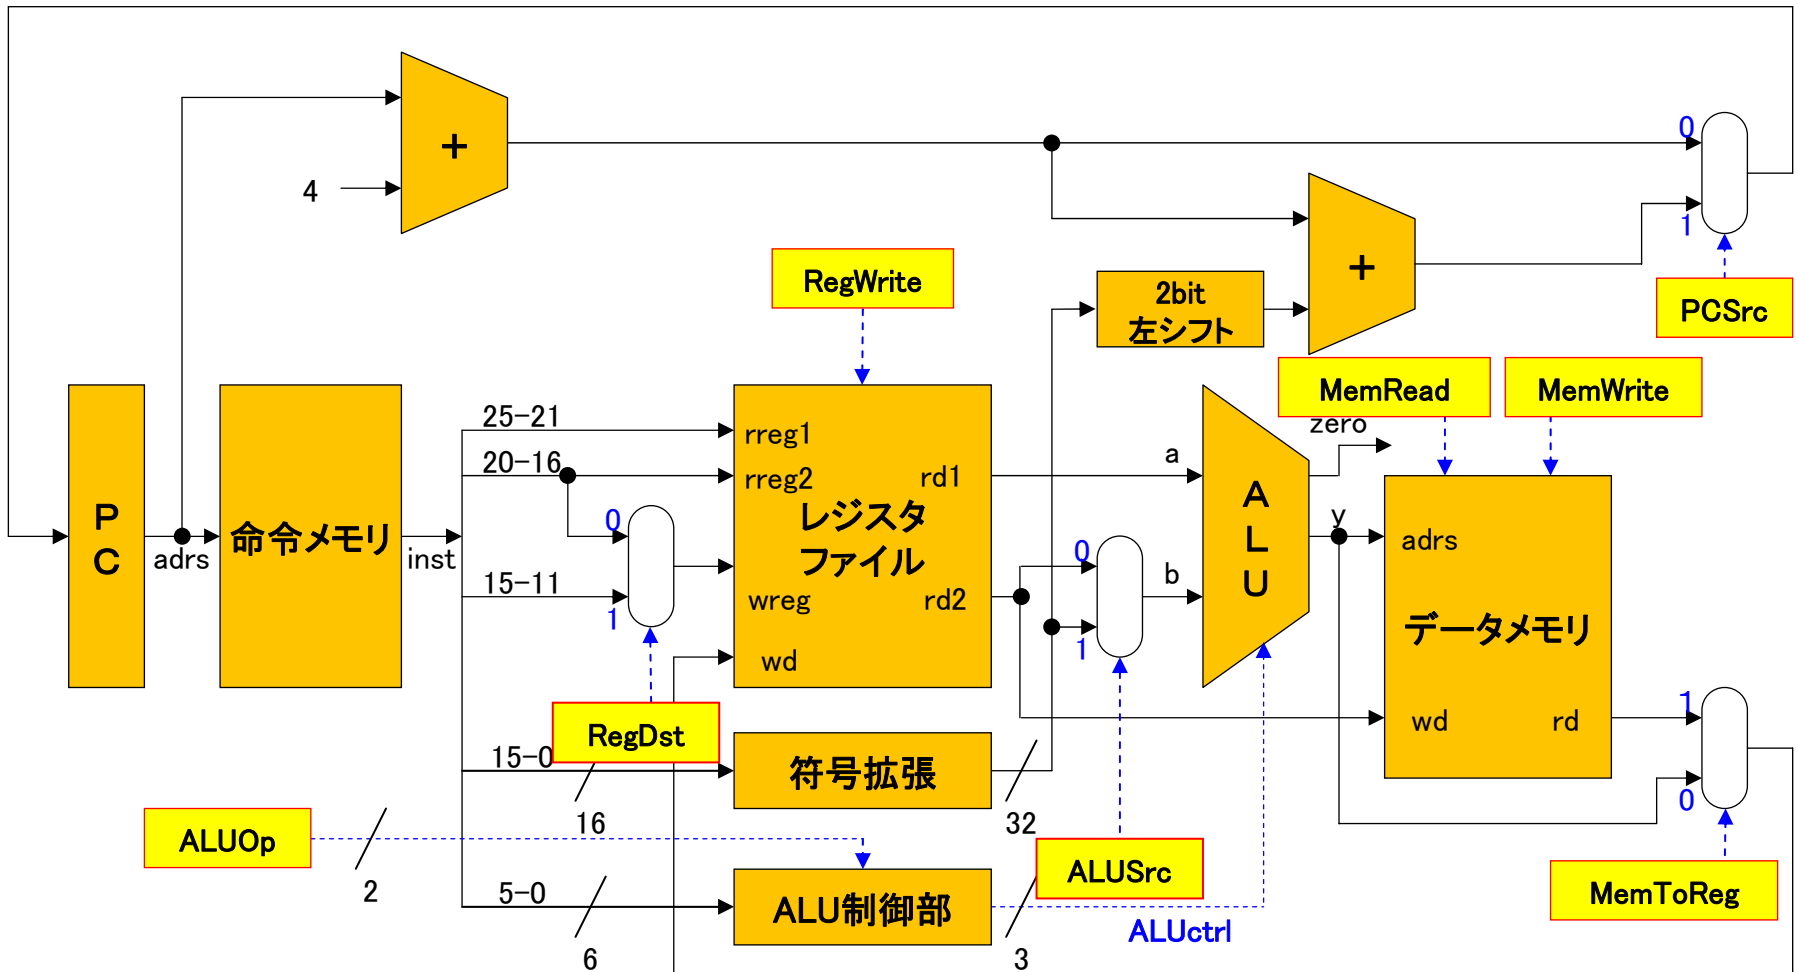 +
4
0
1
+
RegWrite
2bit
左シフト
PCSrc
MemRead
MemWrite
zero
25-21
20-16
15-11
rreg1
rreg2
rd1
レジスタ
ファイル
wreg
rd2
wd
P
C
adrs
命令メモリ
inst
0
1
a
b
0
1
A
L
U
y
adrs
データメモリ
wd
rd
1
0
RegDst
15-0
16
符号拡張
32
ALUOp
2
5-0
6
ALU制御部
3
ALUSrc
ALUctrl
MemToReg